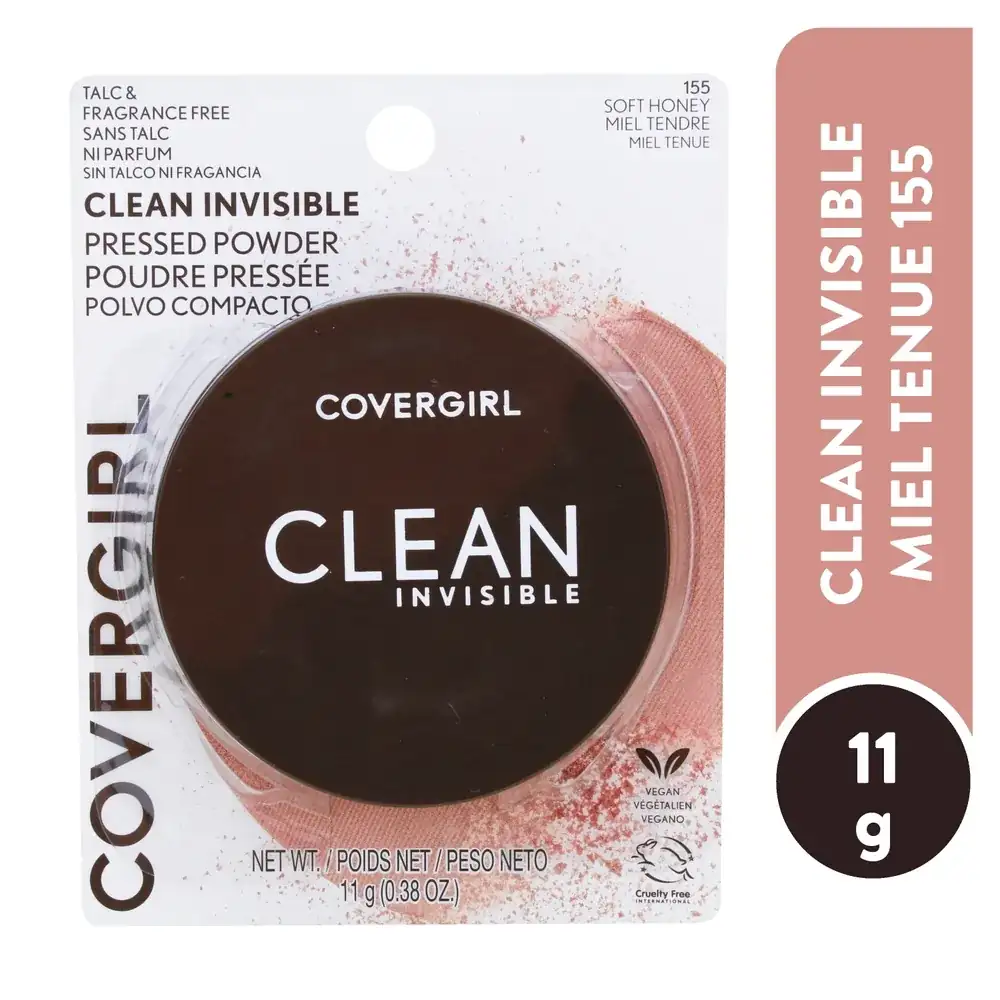 TALC &
FRAGRANCE FREE
SANS TALC
NI PARFUM
SIN TALCO NI FRAGANCIA
CLEAN INVISIBLE
PRESSED POWDER
POUDRE PRESSÉE
POLVO COMPACTO
155
SOFT HONEY
MIEL TENDRE
MIEL TENUE
COVERGIRL
COVERGIRL
CLEAN
INVISIBLE
VEGAN
VÉGÉTALIEN
VEGANO
Cruelty Free
INTERNATIONAL
NET WT. / POIDS NET / PESO NETO
11 g (0.38 OZ.)
CLEAN INVISIBLE
MIEL TENUE 155
11
g